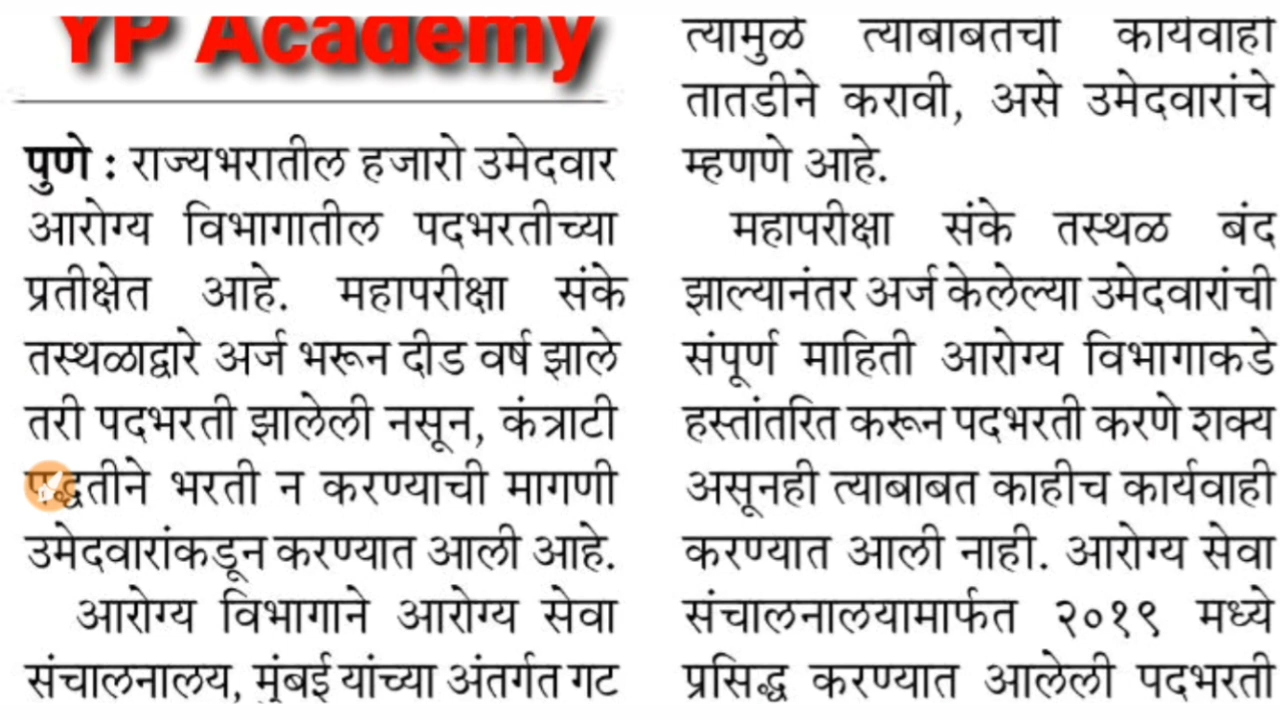 YP Academy
पुणे : राज्यभरातील हजारो उमेदवार
आरोग्य विभागातील पदभरतीच्या
प्रतीक्षेत आहे. महापरीक्षा संके
तस्थळाद्वारे अर्ज भरून दीड वर्ष झाले
तरी पदभरती झालेली नसून, कंत्राटी
पद्धतीने भरती न करण्याची मागणी
उमेदवारांकडून करण्यात आली आहे.
आरोग्य विभागाने आरोग्य सेवा
संचालनालय, मुंबई यांच्या अंतर्गत गट
त्यामुळे त्याबाबतची कार्यवाही
तातडीने करावी, असे उमेदवारांचे
म्हणणे आहे.
महापरीक्षा संके तस्थळ बंद
झाल्यानंतर अर्ज केलेल्या उमेदवारांची
संपूर्ण माहिती आरोग्य विभागाकडे
हस्तांतरित करून पदभरती करणे शक्य
असूनही त्याबाबत काहीच कार्यवाही
करण्यात आली नाही. आरोग्य सेवा
संचालनालयामार्फत २०१९ मध्ये
प्रसिद्ध करण्यात आलेली पदभरती